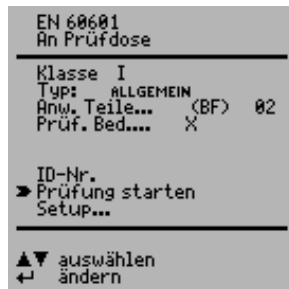 EN 60601
An Prüfdose
Klasse I
Typ: ALLGEMEIN
Anw. Teile... (BF) 02
Prüf. Bed.... X
ID-Nr.
Prüfung starten
Setup...
▲▼ auswählen
↵ ändern